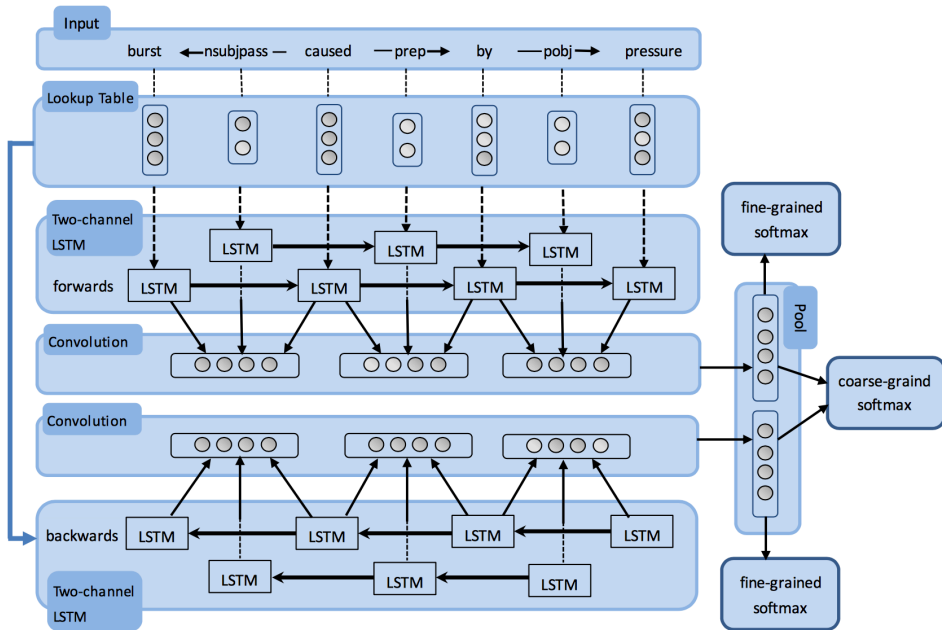 Input
burst nsubjpass caused prep by pobj pressure
Lookup Table
Two-channel
LSTM
LSTM LSTM LSTM
forwards
LSTM LSTM LSTM LSTM
Convolution
Convolution
backwards
LSTM LSTM LSTM LSTM
LSTM LSTM LSTM
Two-channel
LSTM
fine-grained
softmax
Pool
coarse-graind
softmax
fine-grained
softmax